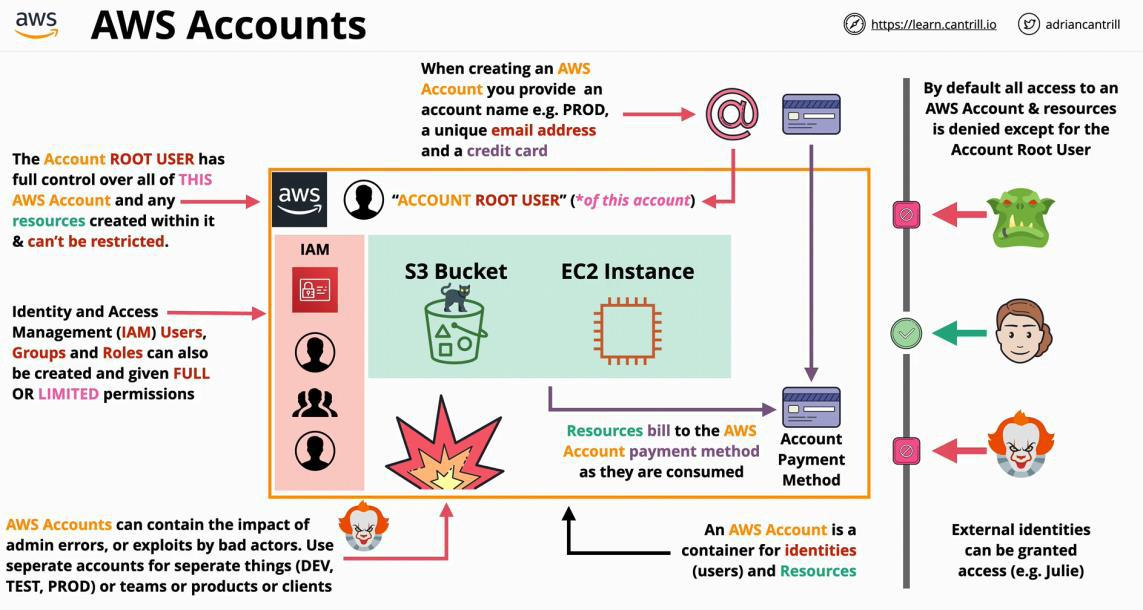 aws
AWS Accounts
https://learn.cantrill.io
adriancantrill
When creating an AWS
Account you provide an
account name e.g. PROD,
a unique email address
and a credit card
By default all access to an
AWS Account & resources
is denied except for the
Account Root User
The Account ROOT USER has
full control over all of THIS
AWS Account and any
resources created within it
& can't be restricted.
aws
“ACCOUNT ROOT USER” (*of this account)
IAM
S3 Bucket
EC2 Instance
Identity and Access
Management (IAM) Users,
Groups and Roles can also
be created and given FULL
OR LIMITED permissions
Resources bill to the AWS
Account payment method
as they are consumed
Account
Payment
Method
AWS Accounts can contain the impact of
admin errors, or exploits by bad actors. Use
seperate accounts for seperate things (DEV,
TEST, PROD) or teams or products or clients
An AWS Account is a
container for identities
(users) and Resources
External identities
can be granted
access (e.g. Julie)